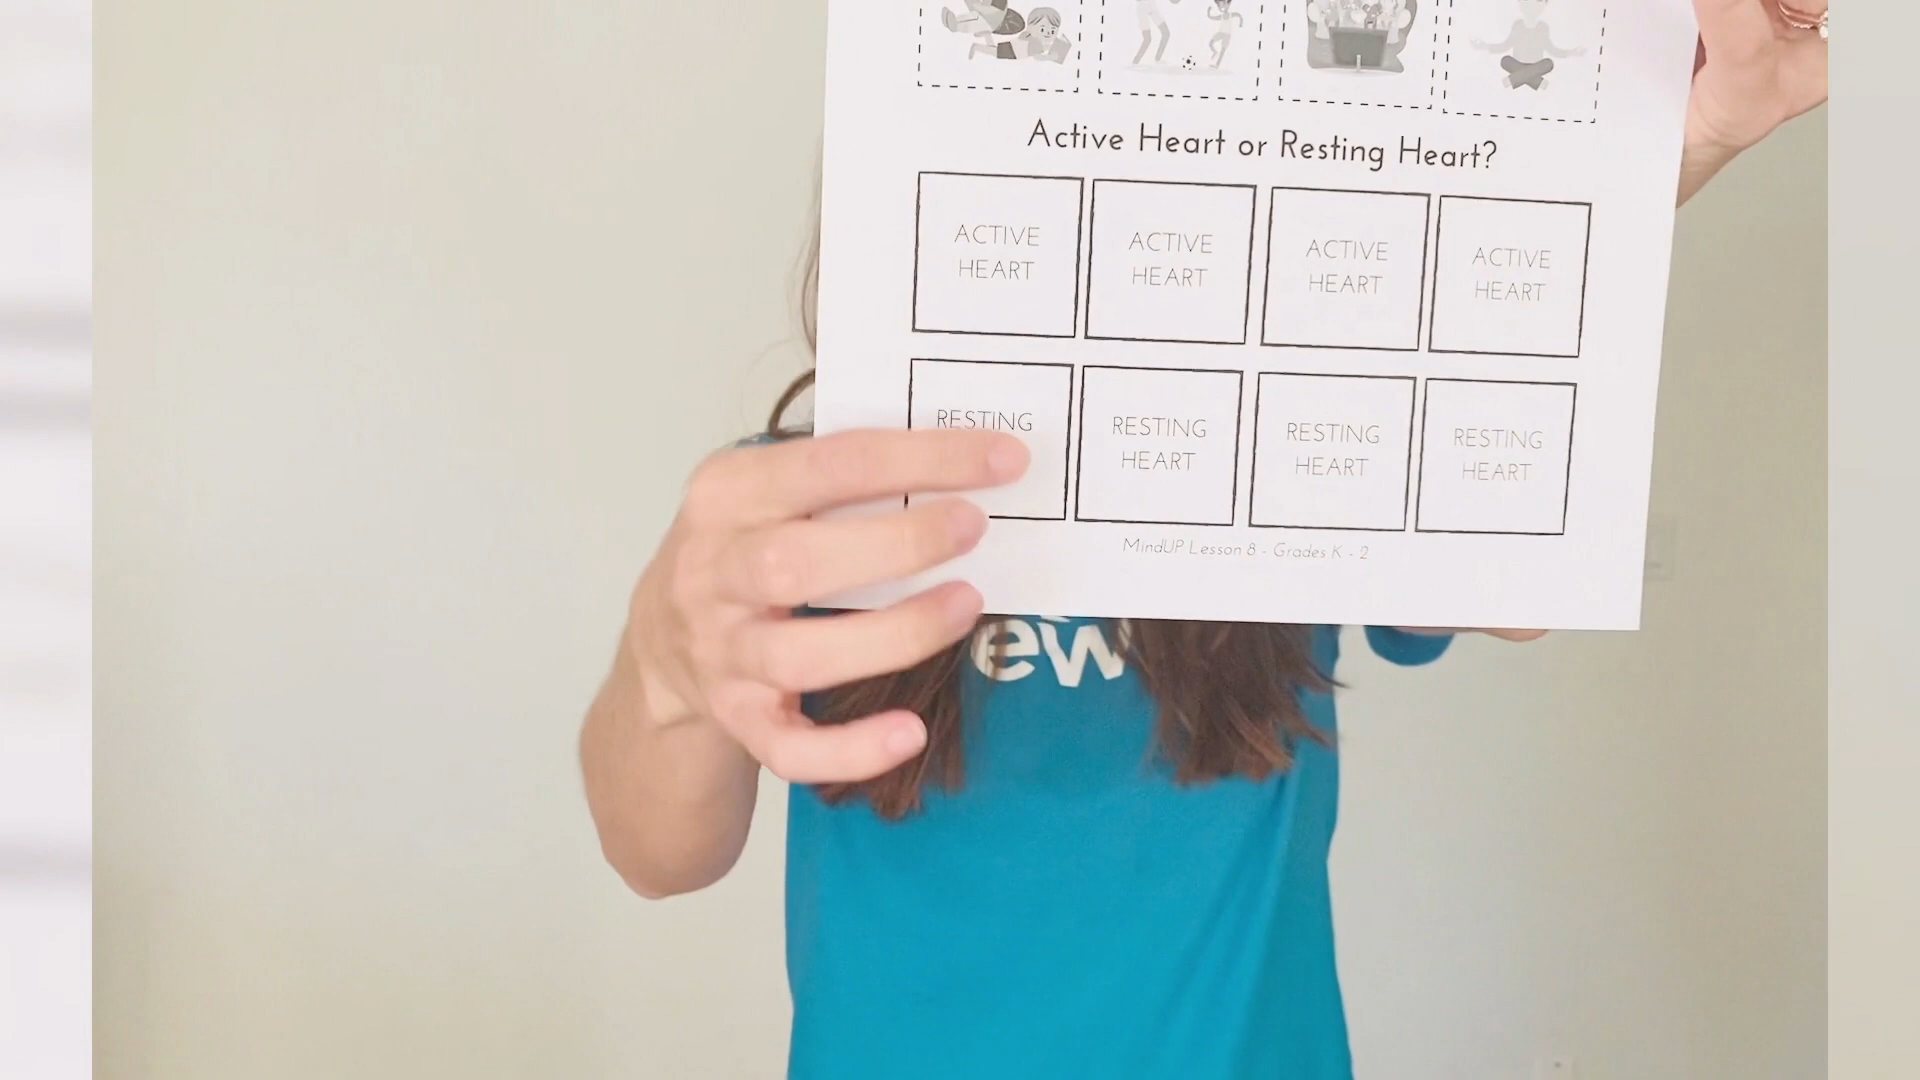 Active Heart or Resting Heart?
ACTIVE HEART
ACTIVE HEART
ACTIVE HEART
ACTIVE HEART
RESTING
RESTING HEART
RESTING HEART
RESTING HEART
MindUP Lesson 8 - Grades K - 2
ew